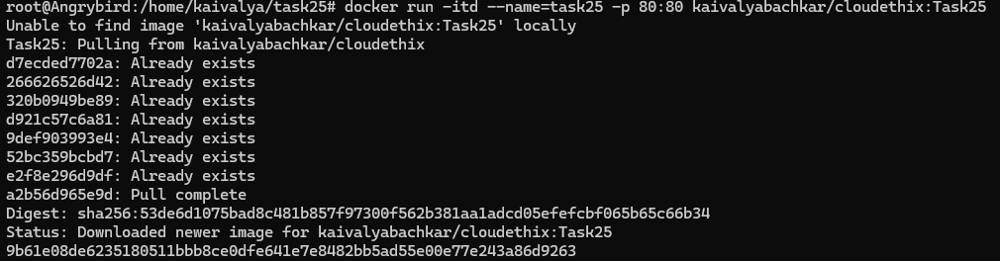 root@Angrybird:/home/kaivalya/task25# docker run -itd --name=task25 -p 80:80 kaivalyabachkar/cloudethix:Task25
Unable to find image 'kaivalyabachkar/cloudethix:Task25' locally
Task25: Pulling from kaivalyabachkar/cloudethix
d7ecded7702a: Already exists
266626526d42: Already exists
320b0949be89: Already exists
d921c57c6a81: Already exists
9def903993e4: Already exists
52bc359bcbd7: Already exists
e2f8e296d9df: Already exists
a2b56d965e9d: Pull complete
Digest: sha256:53de6d1075bad8c481b857f97300f562b381aa1adcd05efefcbf065b65c66b34
Status: Downloaded newer image for kaivalyabachkar/cloudethix:Task25
9b61e08de6235180511bbb8ce0dfe641e7e8482bb5ad55e00e77e243a86d9263